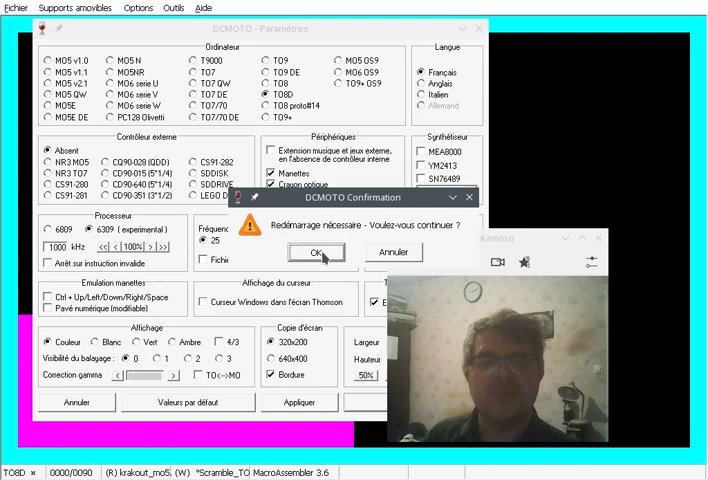 Fichier Supports amovibles Options Outils Aide
DCMOTO - Paramètres
Ordinateur
MO5 v1.0 MO5 N T9000 TO9 MO5 OS9
MO5 v1.1 MO5NR TO7 TO9 DE MO6 OS9
MO5 v2.1 MO6 serie U TO7 QW TO8 TO9+ OS9
MO5 QW MO6 serie V TO7 DE TO8D
MO5E MO6 serie W TO7/70 TO8 proto#14
MO5E DE PC128 Olivetti TO7/70 DE TO9+
Langue
Français
Anglais
Italien
Allemand
Contrôleur externe
Absent
NR3 MO5 CQ90-028 (QDD) CS91-282
NR3 TO7 CD90-015 (5"1/4) SDDISK
CS91-280 CD90-640 (5"1/4) SDDRIVE
CS91-281 CD90-351 (3"1/2) LEGO
Périphériques
Extension musique et jeux externe,
en l'absence de contrôleur interne
Manettes
Crayon optique
Synthétiseur
MEA8000
YM2413
SN76489
DCMOTO Confirmation
Redémarrage nécessaire - Voulez-vous continuer ?
OK Annuler
Processeur
6809 6309 ( experimental )
1000 kHz << < 100% > >>
Arrêt sur instruction invalide
25
Kamoso
Emulation manettes
Ctrl + Up/Left/Down/Right/Space
Pavé numérique (modifiable)
Affichage du curseur
Curseur Windows dans l'écran Thomson
Affichage
Couleur Blanc Vert Ambre 4/3
Visibilité du balayage : 0 1 2 3
Correction gamma < > TO<->MO
Copie d'écran
320x200
640x400
Bordure
Largeur
Hauteur
50%
Annuler Valeurs par défaut Appliquer
TO8D 0000/0090 (R) krakout_mo5. (W) *Scramble_TO MacroAssembler 3.6